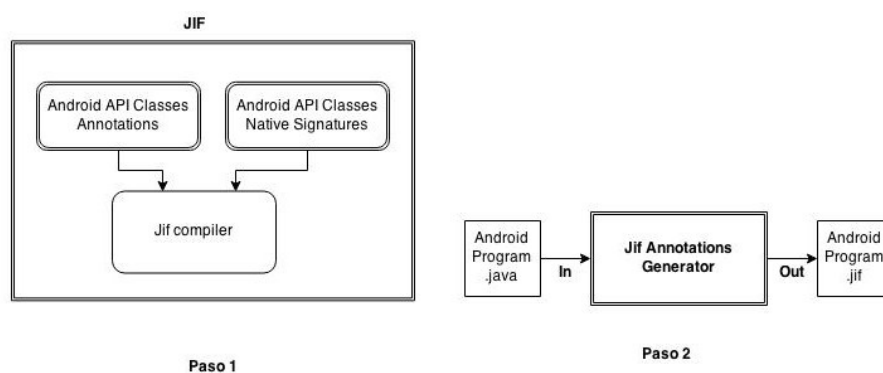 JIF
Android API Classes
Annotations
Android API Classes
Native Signatures
Jif compiler
Paso 1
Android
Program
.java
In
Jif Annotations
Generator
Out
Android
Program
.jif
Paso 2